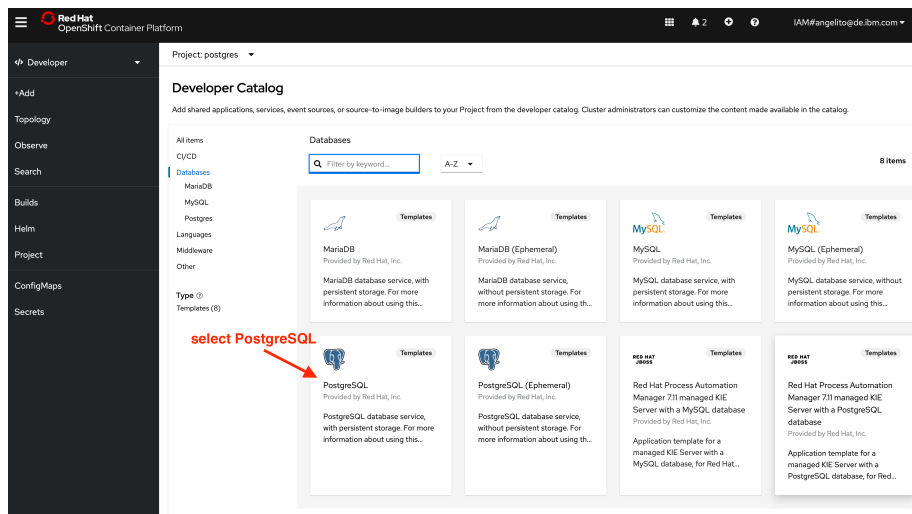 Red Hat
OpenShift Container Platform
2
IAM#angelito@de.ibm.com
Developer
+Add
Topology
Observe
Search
Builds
Helm
Project
ConfigMaps
Secrets
Project: postgres
Developer Catalog
Add shared applications, services, event sources, or source-to-image builders to your Project from the developer catalog. Cluster administrators can customize the content made available in the catalog.
All items
CI/CD
Databases
MariaDB
MySQL
Postgres
Languages
Middleware
Other
Type
Templates (8)
Databases
Filter by keyword...
A-Z
8 items
Templates
MariaDB
Provided by Red Hat, Inc.
MariaDB database service, with
persistent storage. For more
information about using this...
Templates
MariaDB (Ephemeral)
Provided by Red Hat, Inc.
MariaDB database service,
without persistent storage. For
more information about using th...
MySQL
Templates
MySQL
Provided by Red Hat, Inc.
MySQL database service, with
persistent storage. For more
information about using this...
MySQL
Templates
MySQL (Ephemeral)
Provided by Red Hat, Inc.
MySQL database service, without
persistent storage. For more
information about using this...
select PostgreSQL
Templates
PostgreSQL
Provided by Red Hat, Inc.
PostgreSQL database service,
with persistent storage. For more
information about using this...
Templates
PostgreSQL (Ephemeral)
Provided by Red Hat, Inc.
PostgreSQL database service,
without persistent storage. For
more information about using th...
RED HAT
JBOSS
Templates
Red Hat Process Automation
Manager 7.11 managed KIE
Server with a MySQL database
Provided by Red Hat, Inc.
Application template for a
managed KIE Server with a
MySQL database, for Red Hat...
RED HAT
JBOSS
Templates
Red Hat Process Automation
Manager 7.11 managed KIE
Server with a PostgreSQL
database
Provided by Red Hat, Inc.
Application template for a
managed KIE Server with a
PostgreSQL database, for Red...